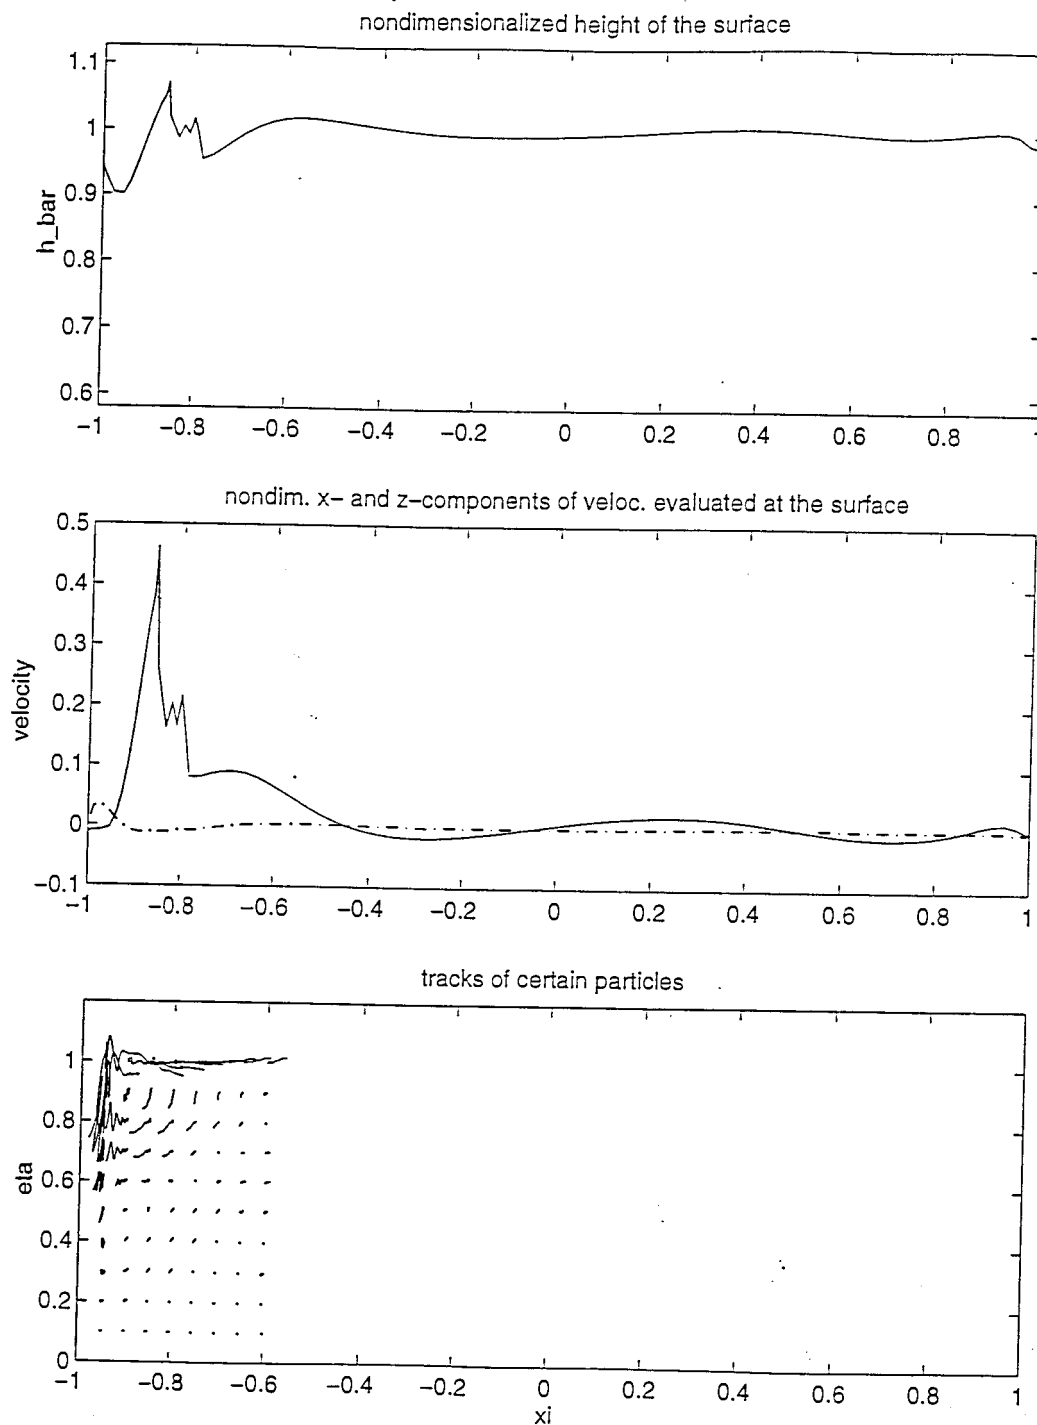 nondimensionalized height of the surface
1.1
1
0.9
0.8
0.7
0.6
h_bar
−1 −0.8 −0.6 −0.4 −0.2 0 0.2 0.4 0.6 0.8 1
nondim. x− and z−components of veloc. evaluated at the surface
0.5
0.4
0.3
0.2
0.1
0
−0.1
velocity
−1 −0.8 −0.6 −0.4 −0.2 0 0.2 0.4 0.6 0.8 1
tracks of certain particles
1
0.8
0.6
0.4
0.2
0
eta
−1 −0.8 −0.6 −0.4 −0.2 0 0.2 0.4 0.6 0.8 1
xi